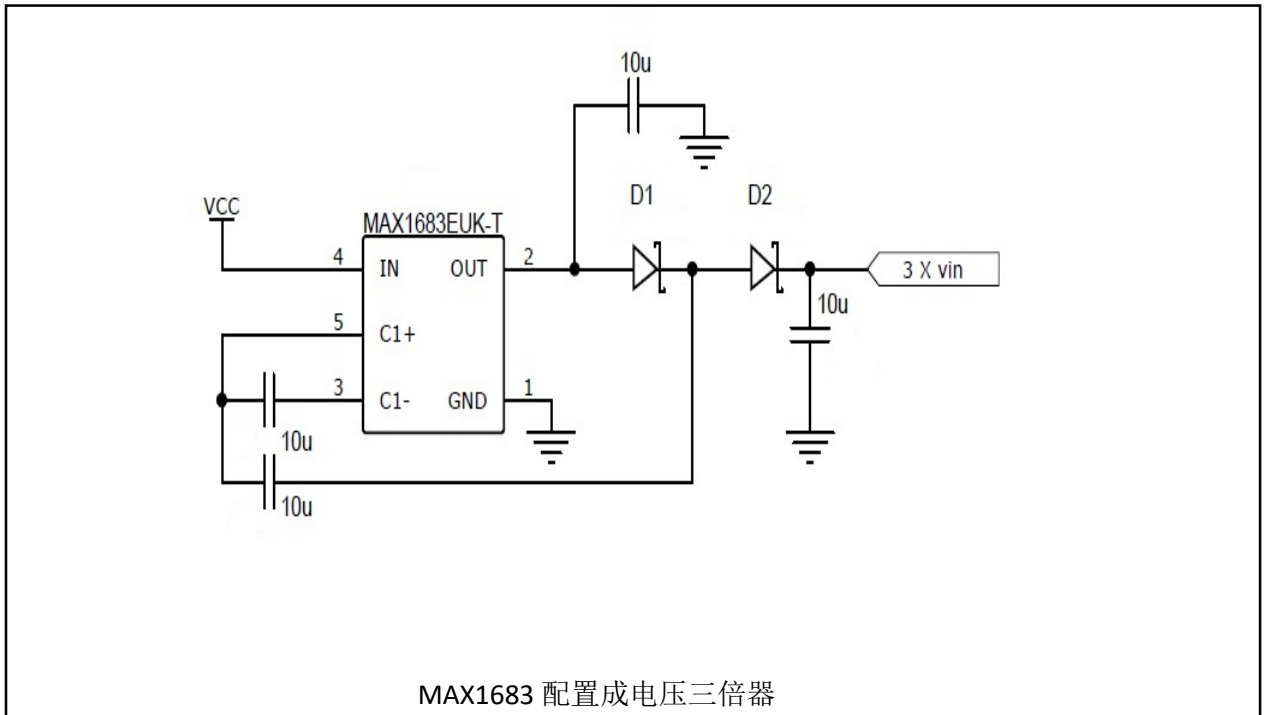 10u
D1
D2
VCC
MAX1683EUK-T
4
IN
OUT
2
3 X vin
10u
5
C1+
3
C1-
GND
1
10u
10u
MAX1683 配置成电压三倍器